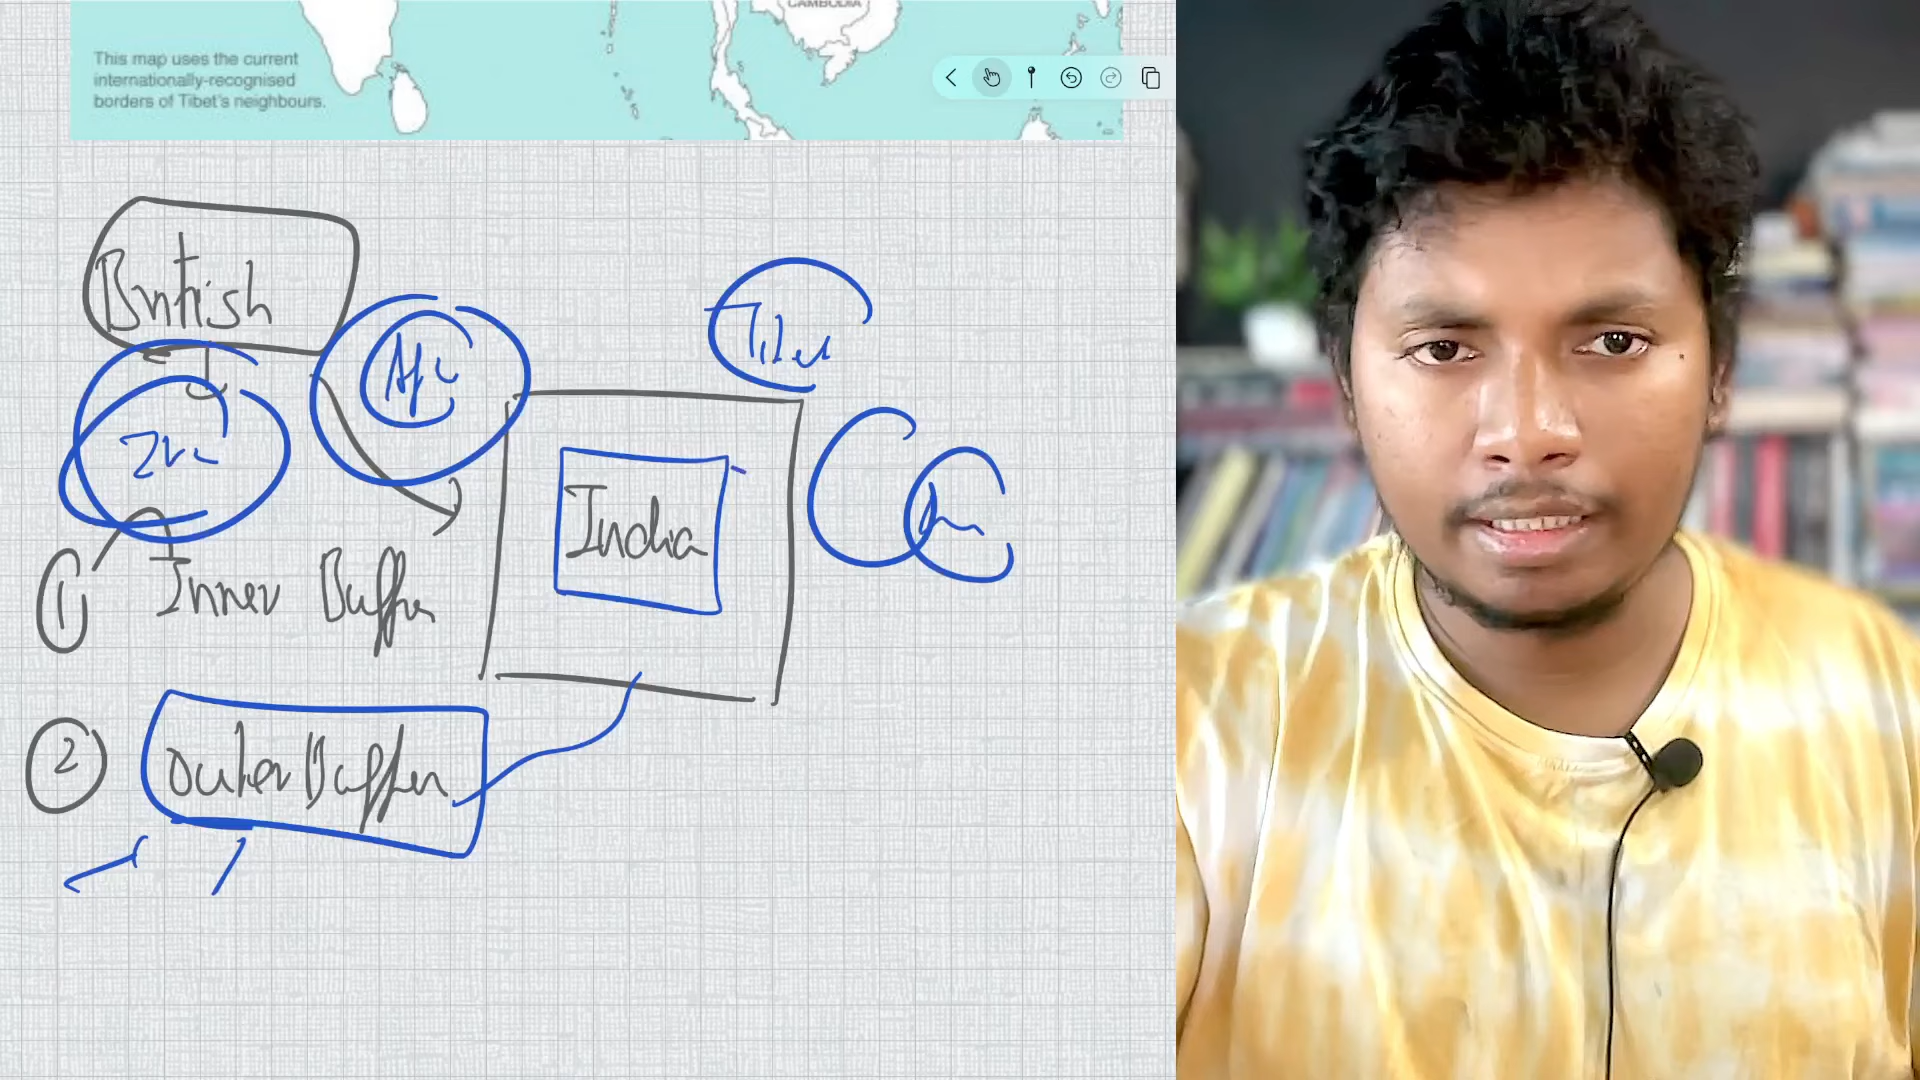 CAMBODIA
This map uses the current
internationally-recognised
borders of Tibet's neighbours.
British
India
1 Inner Buffer
2 Outer Buffer